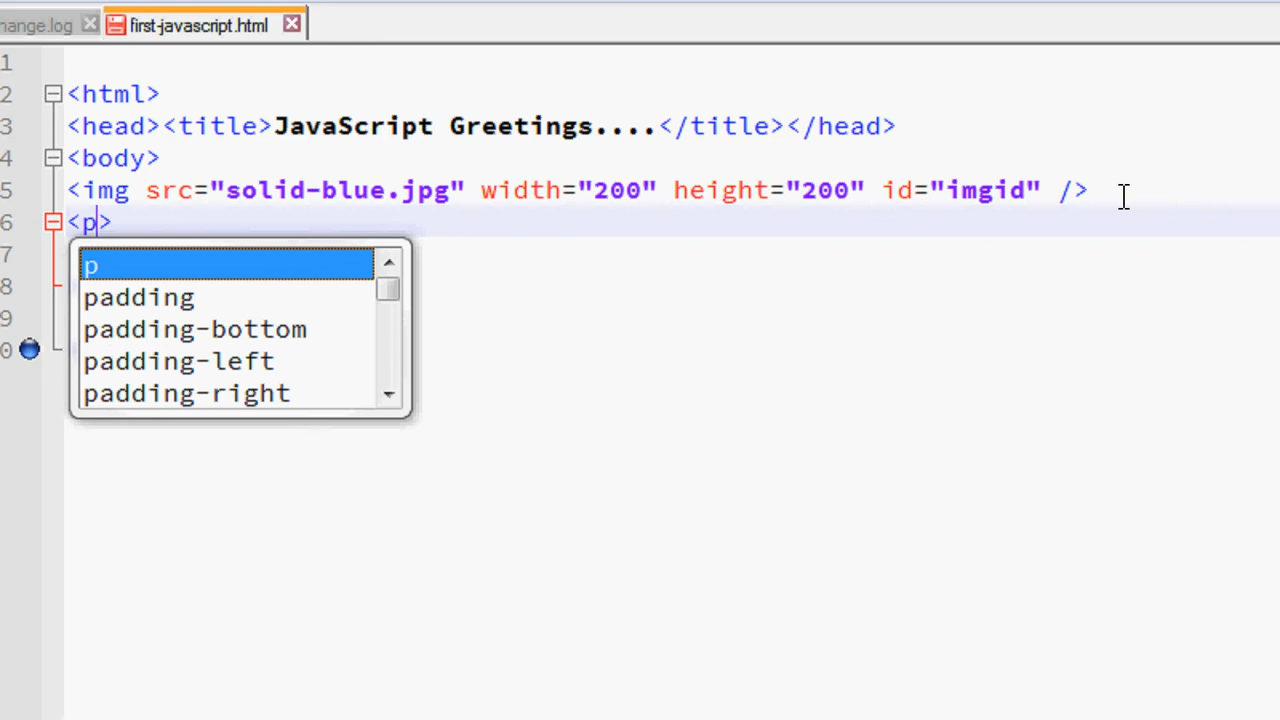 hange.log first-javascript.html
1
2 <html>
3 <head><title>JavaScript Greetings....</title></head>
4 <body>
5 <img src="solid-blue.jpg" width="200" height="200" id="imgid" />
6 <p>
7
8
9
0
p
padding
padding-bottom
padding-left
padding-right